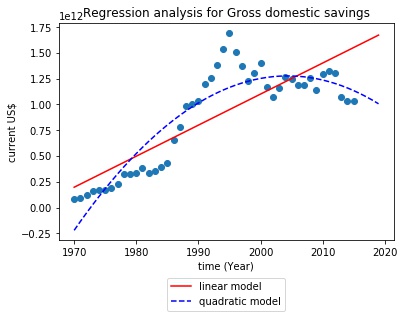 1e12
Regression analysis for Gross domestic savings
1.75
1.50
1.25
1.00
0.75
0.50
0.25
0.00
−0.25
current US$
1970 1980 1990 2000 2010 2020
time (Year)
linear model
quadratic model